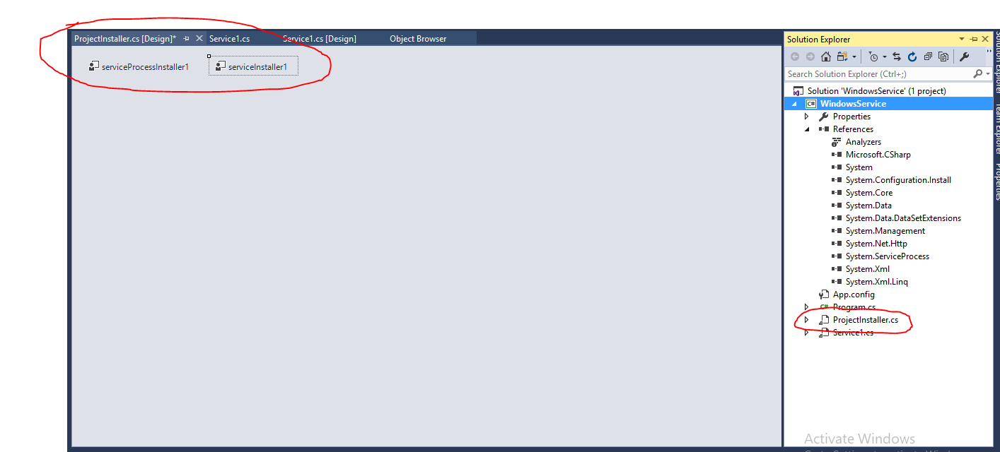 ProjectInstaller.cs [Design]* Service1.cs Service1.cs [Design] Object Browser
serviceProcessInstaller1 serviceInstaller1
Solution Explorer
Search Solution Explorer (Ctrl+;)
Solution 'WindowsService' (1 project)
C# WindowsService
Properties
References
Analyzers
Microsoft.CSharp
System
System.Configuration.Install
System.Core
System.Data
System.Data.DataSetExtensions
System.Management
System.Net.Http
System.ServiceProcess
System.Xml
System.Xml.Linq
App.config
C# Program.cs
ProjectInstaller.cs
Service1.cs
Activate Windows
Solution Explorer
Team Explorer
Properties